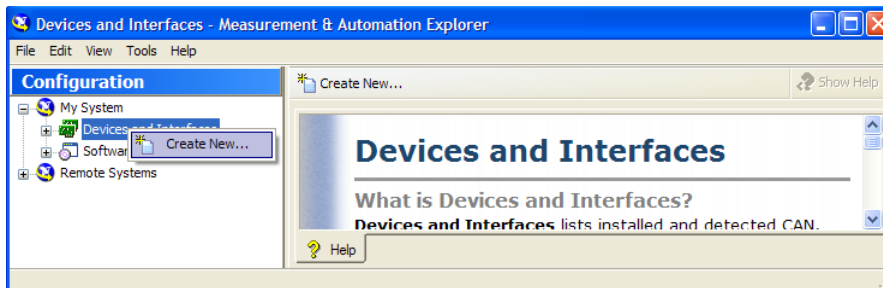 Devices and Interfaces - Measurement & Automation Explorer
File Edit View Tools Help
Configuration
Create New...
Show Help
My System
Devices and Interfaces
Create New...
Softwar
Remote Systems
Devices and Interfaces
What is Devices and Interfaces?
Devices and Interfaces lists installed and detected CAN,
Help